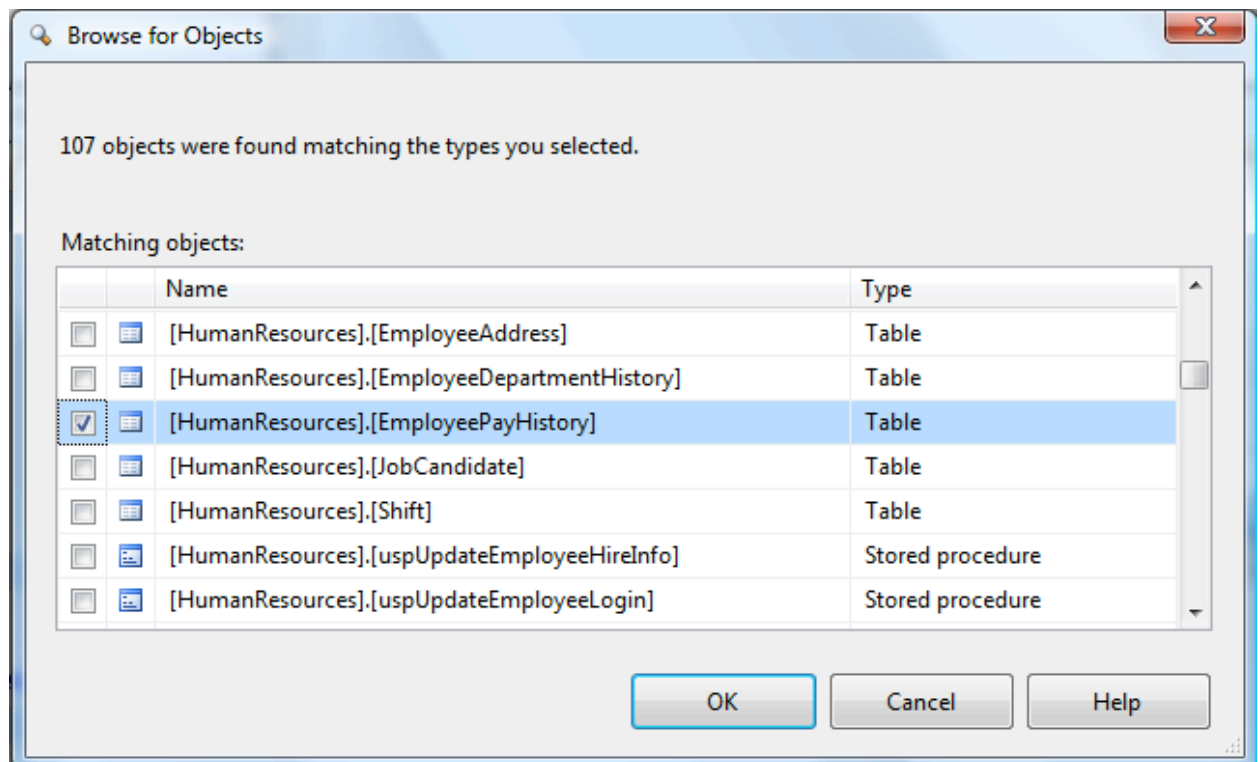 Browse for Objects
107 objects were found matching the types you selected.
Matching objects:
Name Type
[HumanResources].[EmployeeAddress] Table
[HumanResources].[EmployeeDepartmentHistory] Table
[HumanResources].[EmployeePayHistory] Table
[HumanResources].[JobCandidate] Table
[HumanResources].[Shift] Table
[HumanResources].[uspUpdateEmployeeHireInfo] Stored procedure
[HumanResources].[uspUpdateEmployeeLogin] Stored procedure
OK Cancel Help